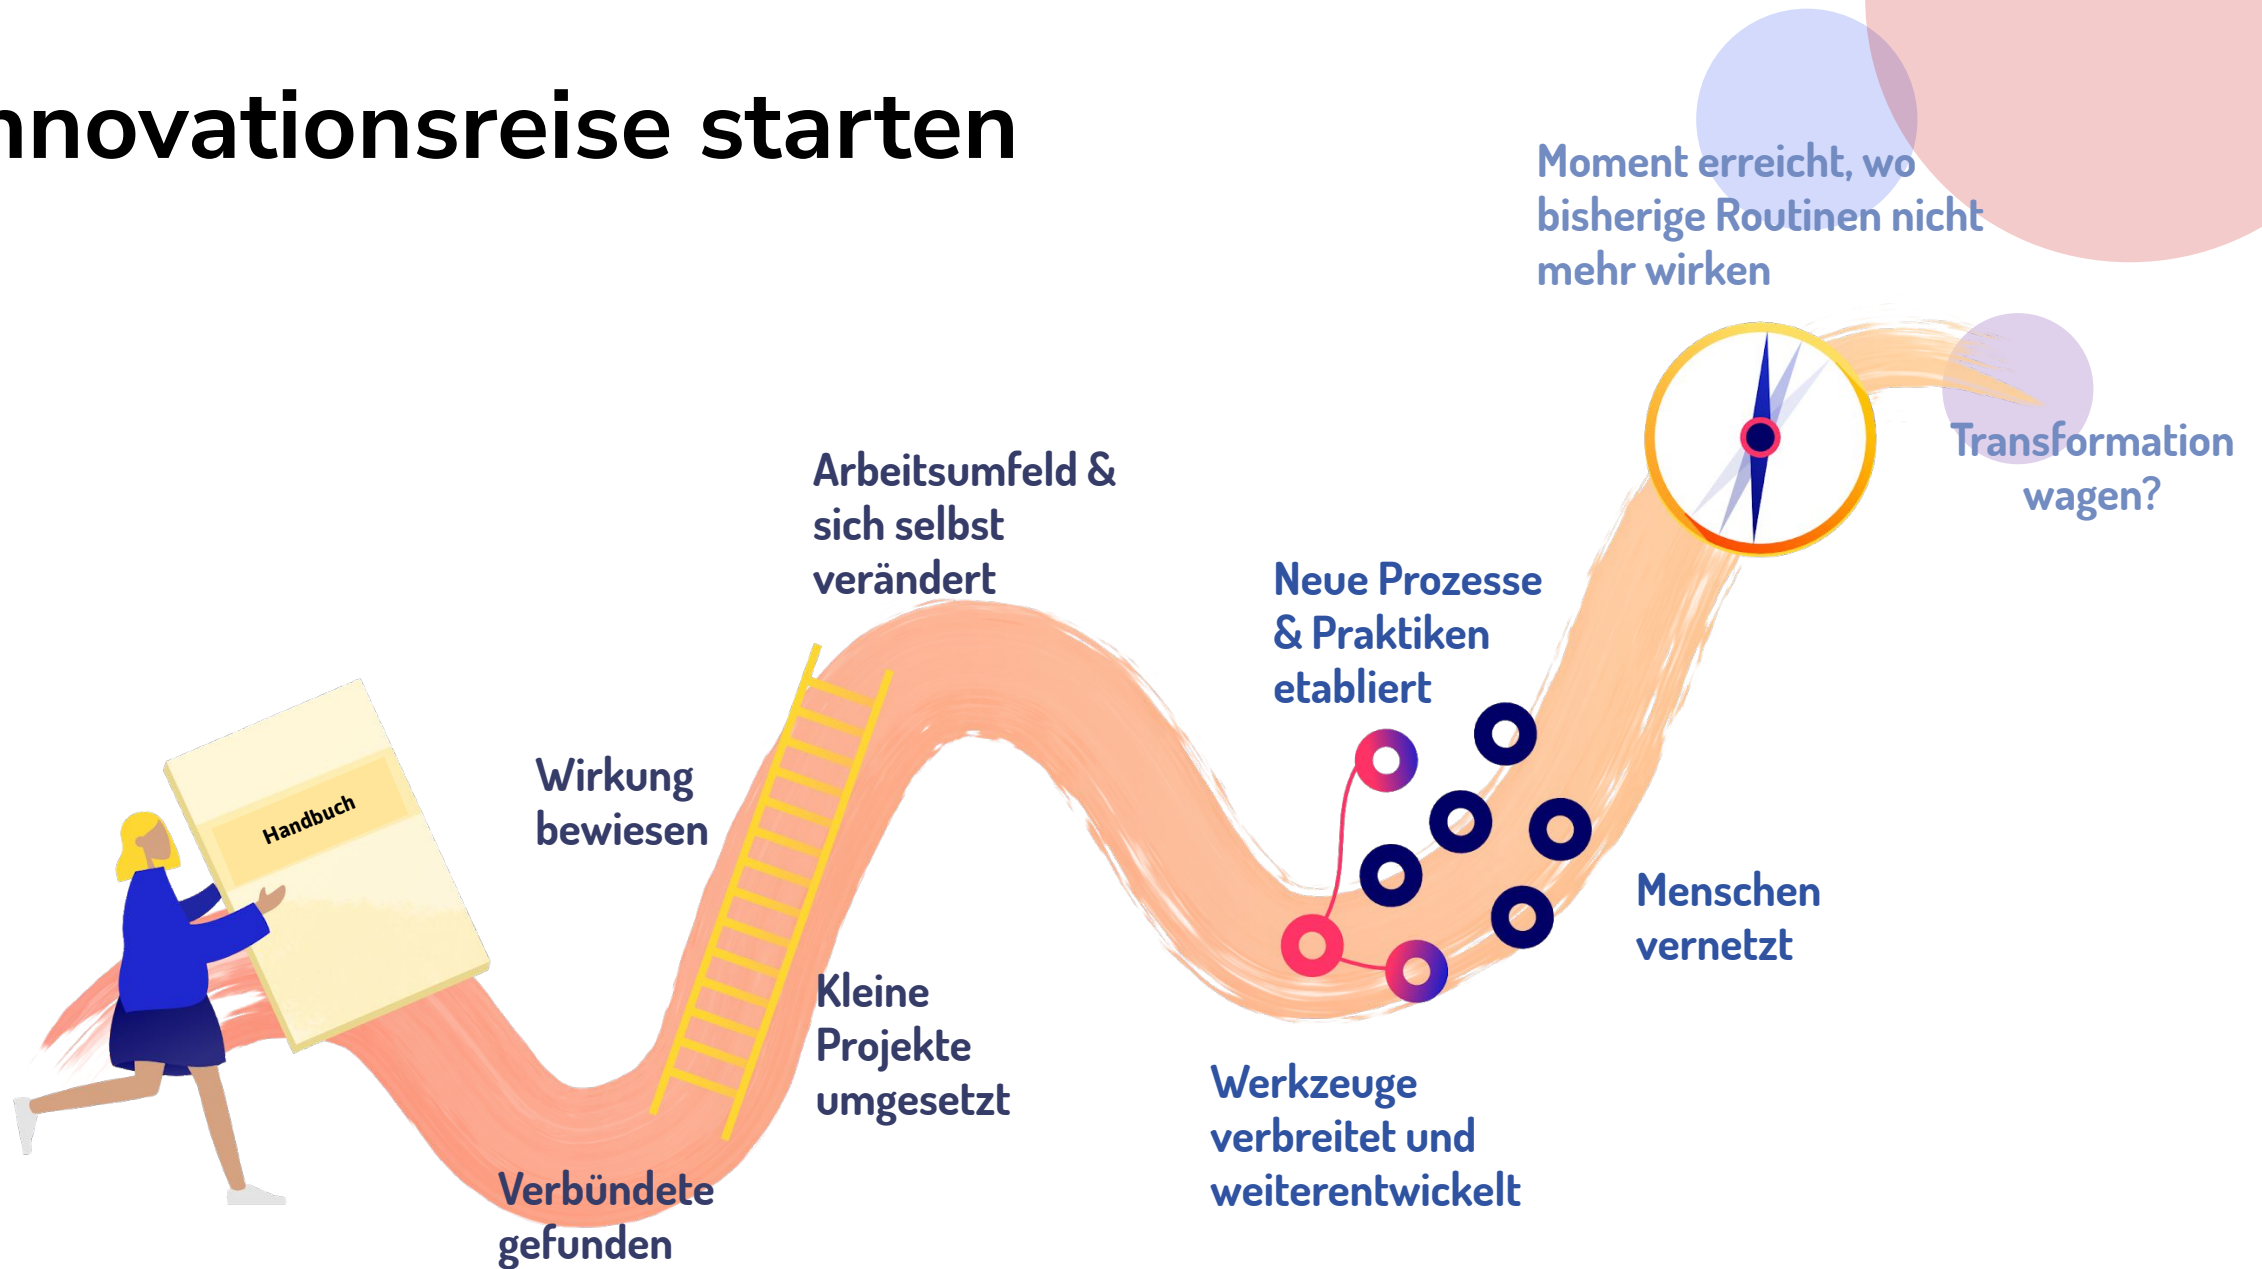 nnovationsreise starten
Moment erreicht, wo
bisherige Routinen nicht
mehr wirken
Transformation
wagen?
Arbeitsumfeld &
sich selbst
verändert
Neue Prozesse
& Praktiken
etabliert
Wirkung
bewiesen
Handbuch
Menschen
vernetzt
Kleine
Projekte
umgesetzt
Werkzeuge
verbreitet und
weiterentwickelt
Verbündete
gefunden